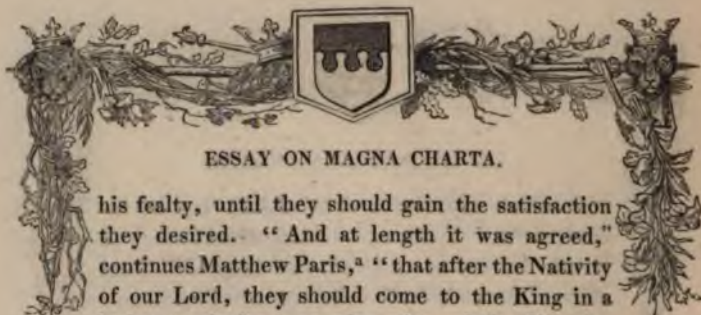 ESSAY ON MAGNA CHARTA.
his fealty, until they should gain the satisfaction
they desired. “And at length it was agreed,”
continues Matthew Paris,ᵃ “that after the Nativity
of our Lord, they should come to the King in a